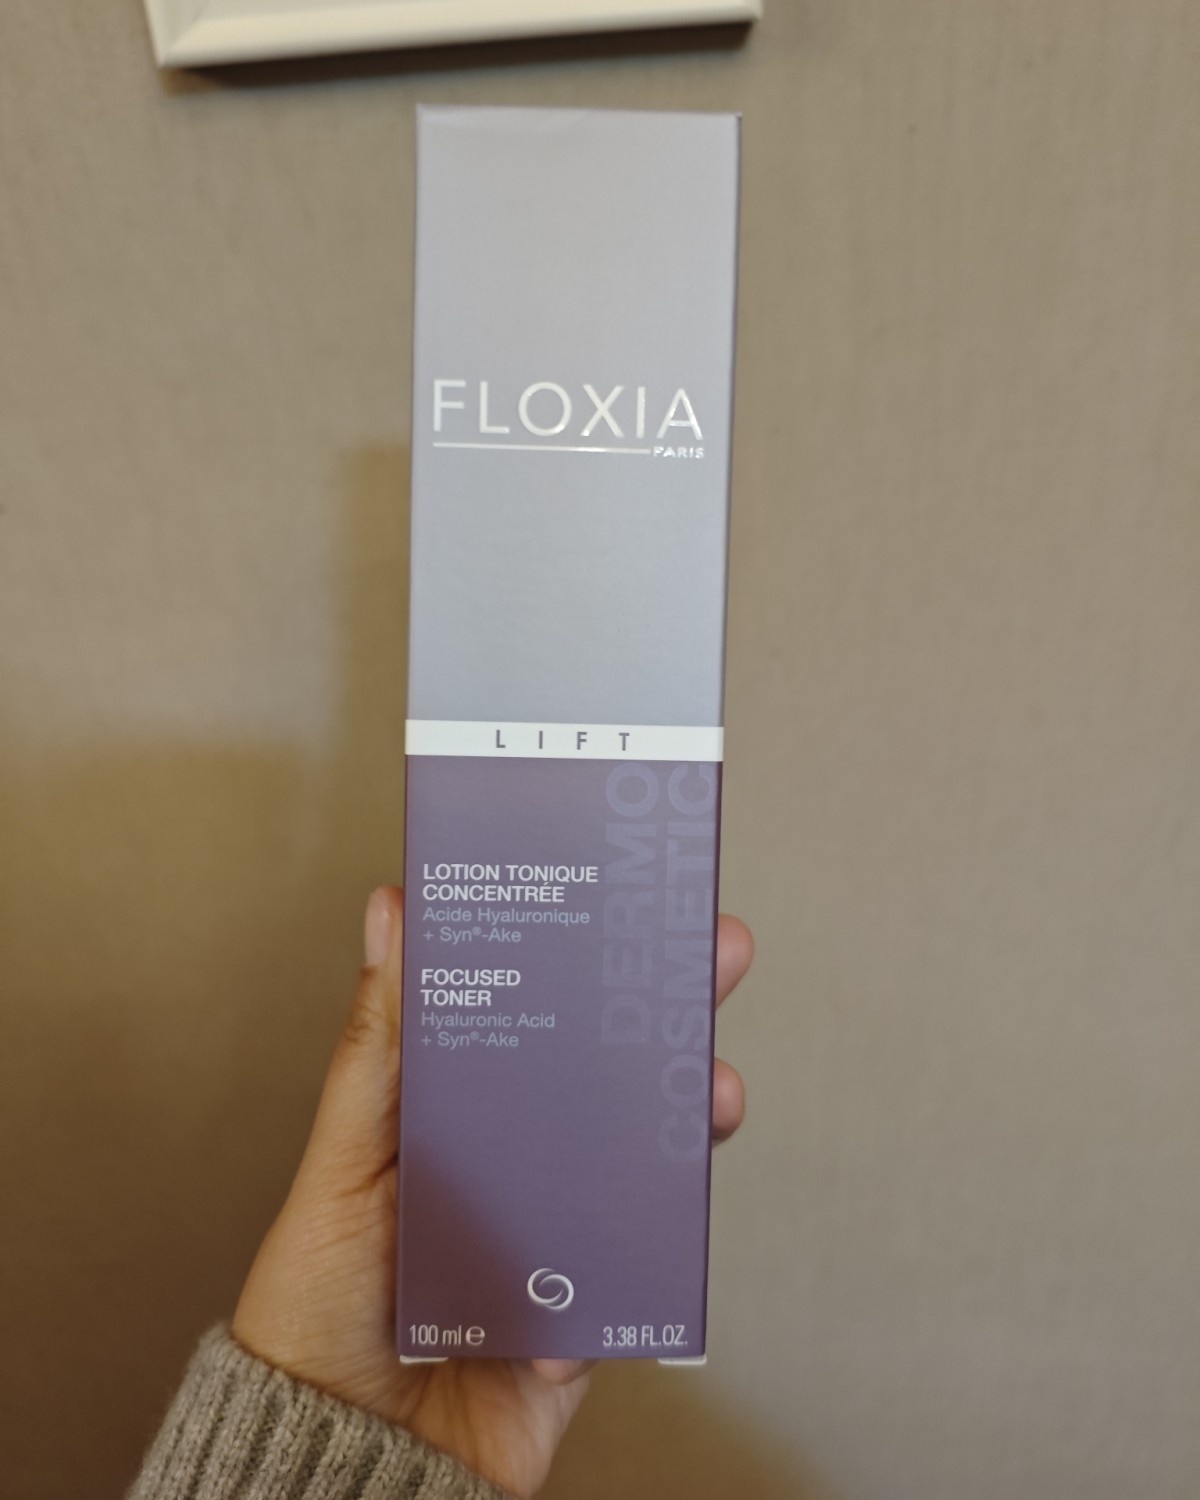 FLOXIA
PARIS
LIFT
DERMO
COSMETIC
LOTION TONIQUE
CONCENTRÉE
Acide Hyaluronique
+ Syn®-Ake
FOCUSED
TONER
Hyaluronic Acid
+ Syn®-Ake
100 ml ℮
3.38 FL.OZ.